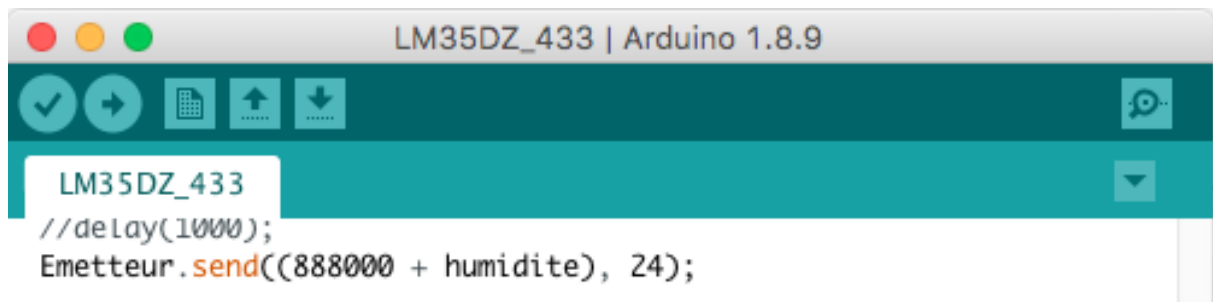 LM35DZ_433 | Arduino 1.8.9
LM35DZ_433
//delay(1000);
Emetteur.send((888000 + humidite), 24);